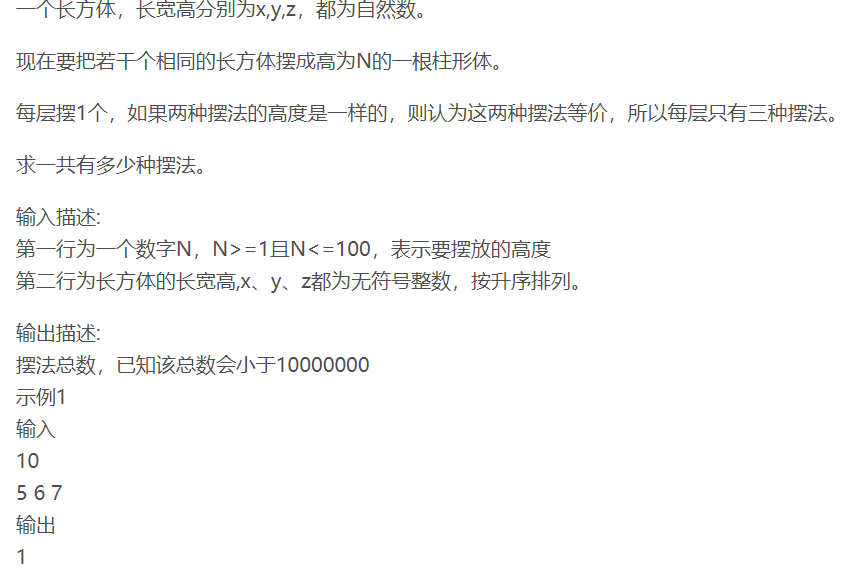 一个长方体，长宽高分别为x,y,z，都为自然数。
现在要把若干个相同的长方体摆成高为N的一根柱形体。
每层摆1个，如果两种摆法的高度是一样的，则认为这两种摆法等价，所以每层只有三种摆法。
求一共有多少种摆法。
输入描述:
第一行为一个数字N，N>=1且N<=100，表示要摆放的高度
第二行为长方体的长宽高,x、y、z都为无符号整数，按升序排列。
输出描述:
摆法总数，已知该总数会小于10000000
示例1
输入
10
5 6 7
输出
1